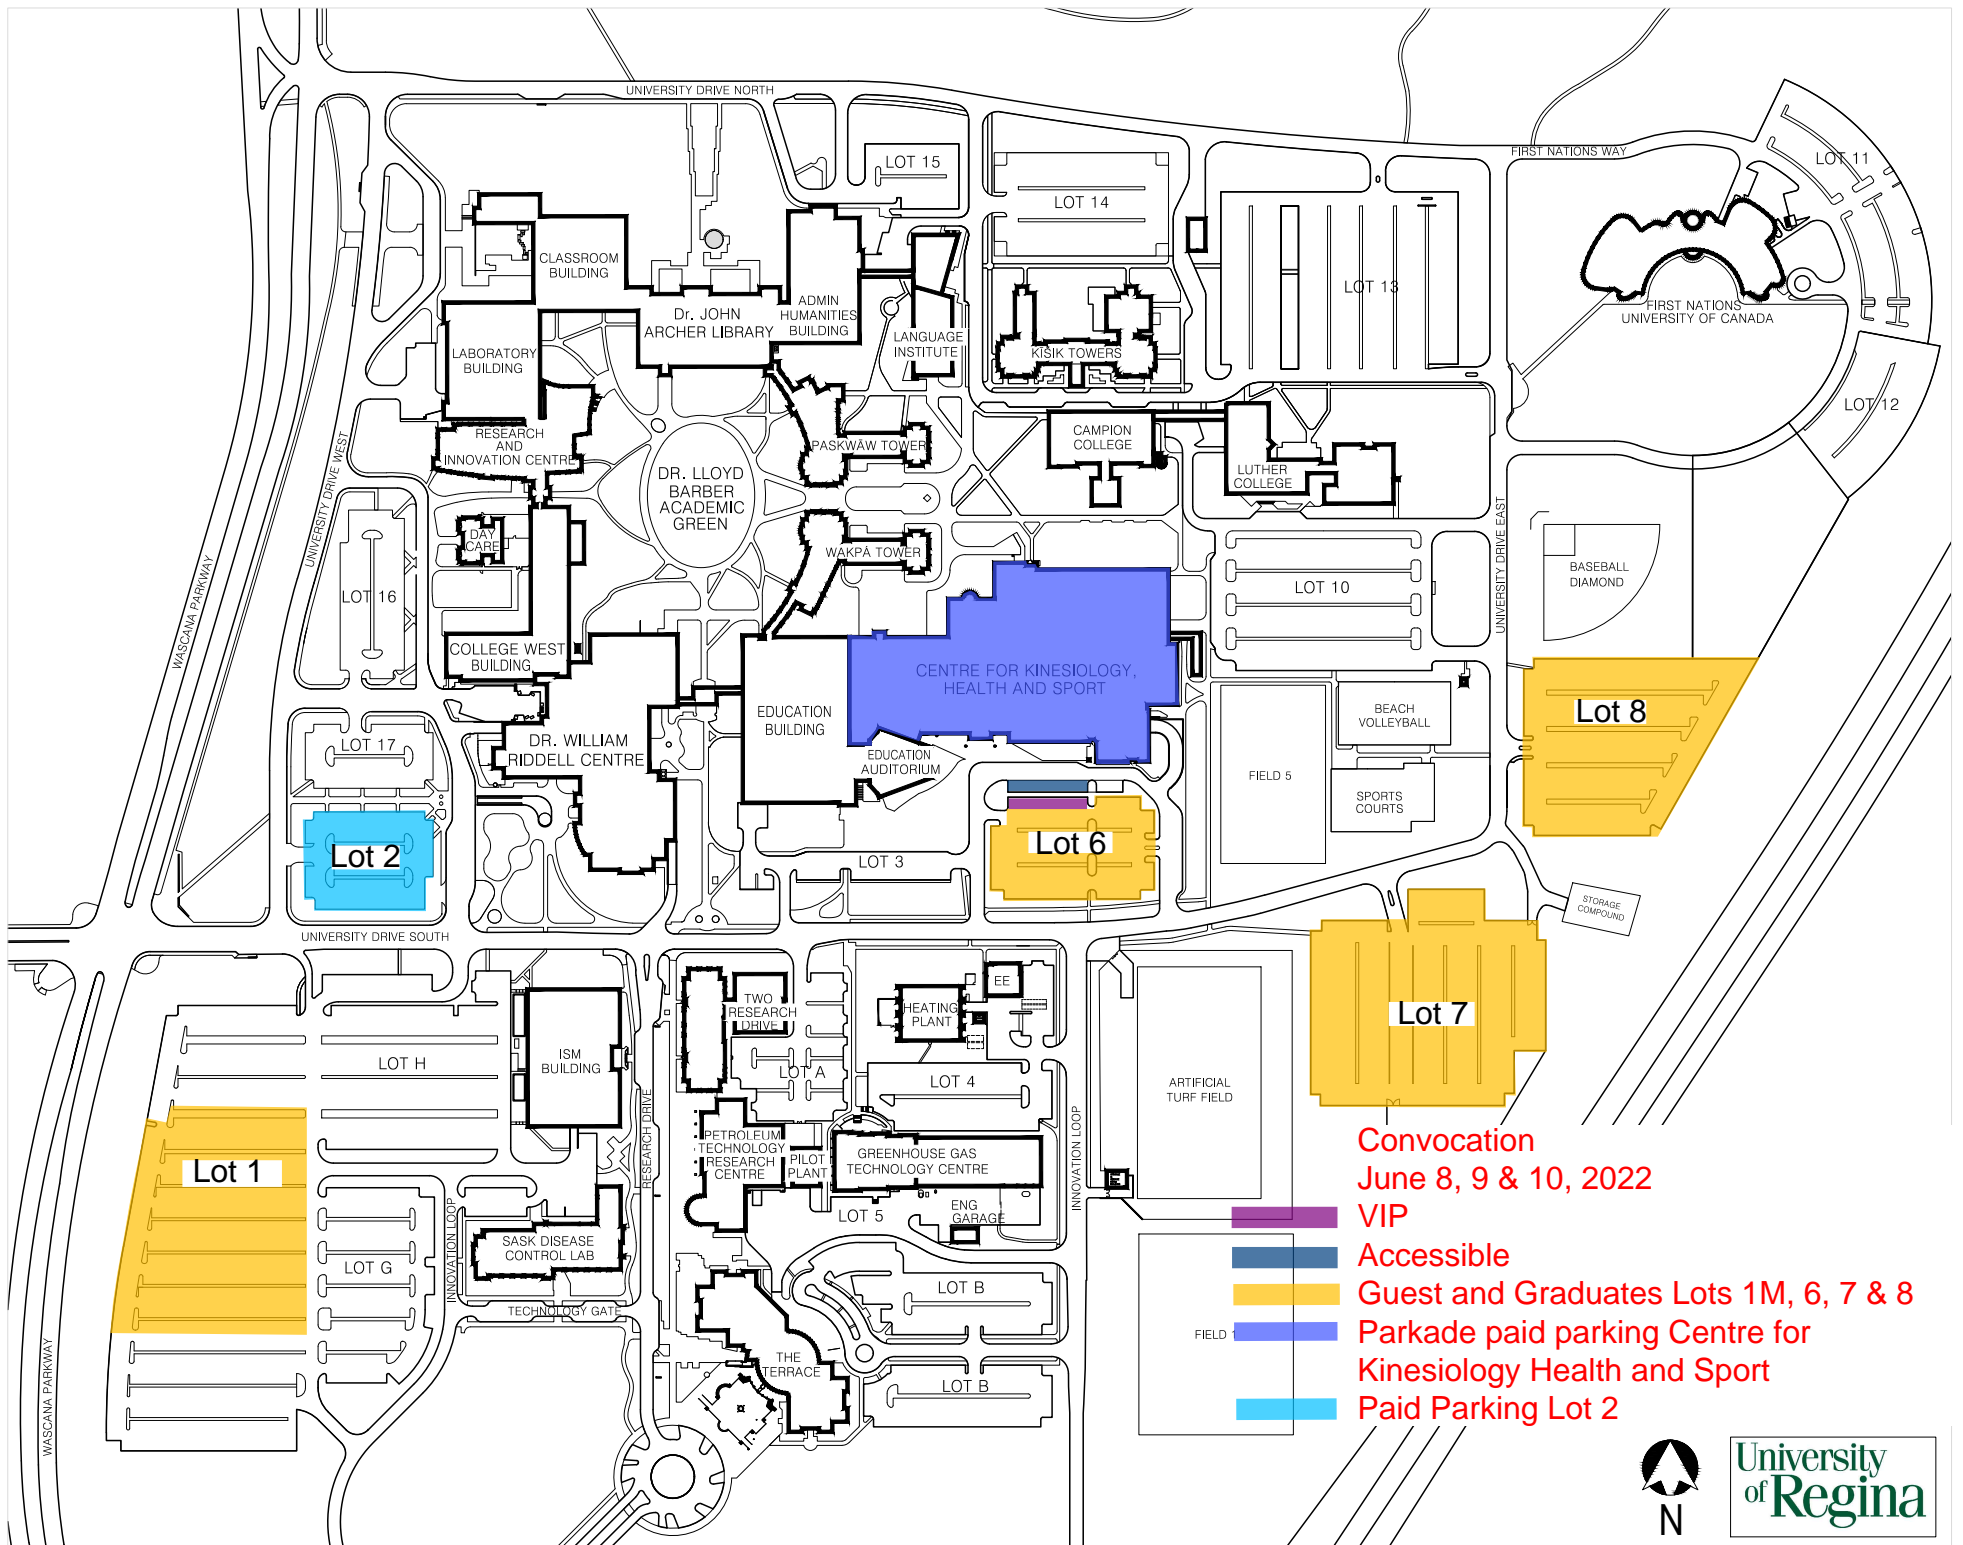 UNIVERSITY DRIVE NORTH
FIRST NATIONS WAY
LOT 15
LOT 11
LOT 14
CLASSROOM
BUILDING
LOT 13
ADMIN
HUMANITIES
BUILDING
Dr. JOHN
ARCHER LIBRARY
FIRST NATIONS
UNIVERSITY OF CANADA
LANGUAGE
INSTITUTE
KĪSIK TOWERS
LABORATORY
BUILDING
LOT 12
RESEARCH
AND
INNOVATION CENTRE
PASKWĀW TOWER
CAMPION
COLLEGE
LUTHER
COLLEGE
DR. LLOYD
BARBER
ACADEMIC
GREEN
UNIVERSITY DRIVE WEST
UNIVERSITY DRIVE EAST
DAY
CARE
WAKPĀ TOWER
BASEBALL
DIAMOND
LOT 16
LOT 10
WASCANA PARKWAY
COLLEGE WEST
BUILDING
CENTRE FOR KINESIOLOGY,
HEALTH AND SPORT
EDUCATION
BUILDING
BEACH
VOLLEYBALL
Lot 8
LOT 17
DR. WILLIAM
RIDDELL CENTRE
EDUCATION
AUDITORIUM
FIELD 5
SPORTS
COURTS
Lot 2
LOT 3
Lot 6
STORAGE
COMPOUND
UNIVERSITY DRIVE SOUTH
TWO
RESEARCH
DRIVE
EE
HEATING
PLANT
Lot 7
LOT H
ISM
BUILDING
LOT A
LOT 4
ARTIFICIAL
TURF FIELD
RESEARCH DRIVE
INNOVATION LOOP
PETROLEUM
TECHNOLOGY
RESEARCH
CENTRE
PILOT
PLANT
GREENHOUSE GAS
TECHNOLOGY CENTRE
Lot 1
LOT 5
ENG
GARAGE
INNOVATION LOOP
SASK DISEASE
CONTROL LAB
LOT G
LOT B
TECHNOLOGY GATE
FIELD 1
THE
TERRACE
LOT B
WASCANA PARKWAY
Convocation
June 8, 9 & 10, 2022
VIP
Accessible
Guest and Graduates Lots 1M, 6, 7 & 8
Parkade paid parking Centre for
Kinesiology Health and Sport
Paid Parking Lot 2
N
University
of Regina